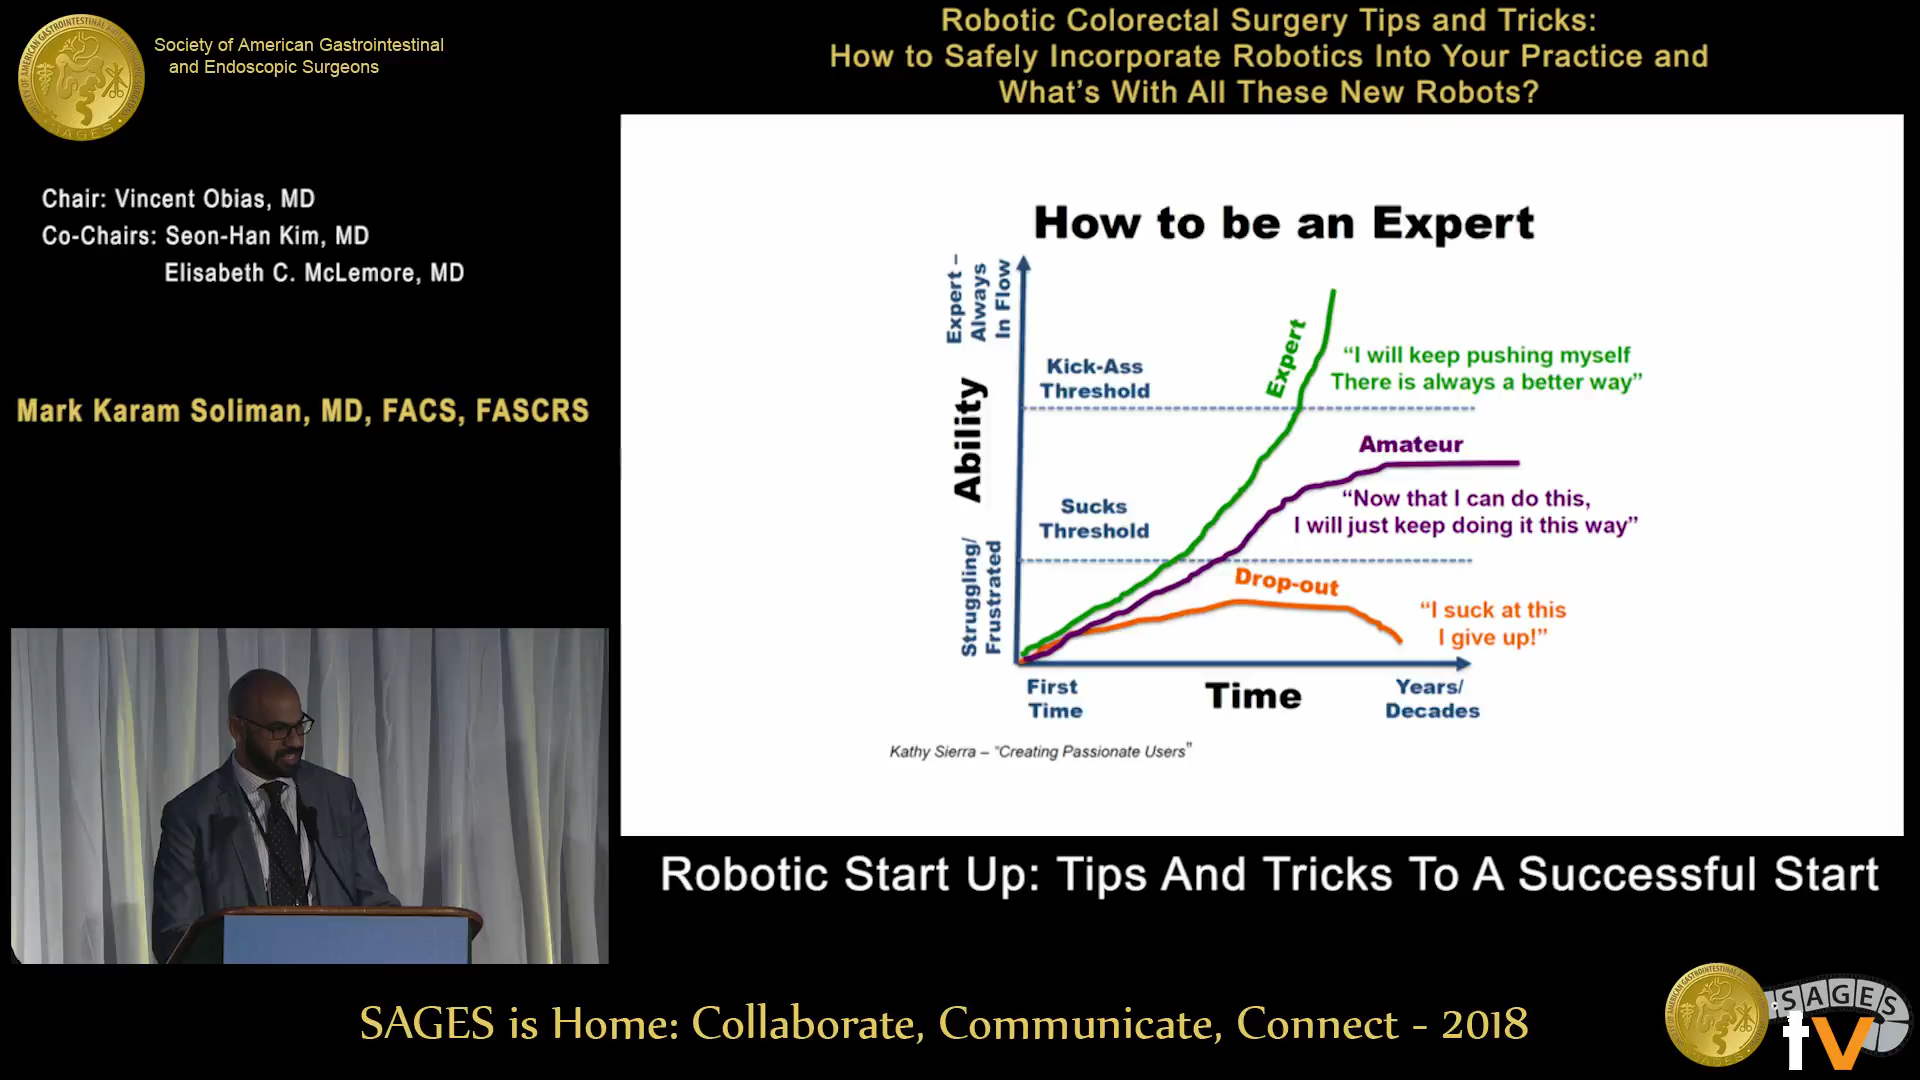 Society of American Gastrointestinal
and Endoscopic Surgeons
Robotic Colorectal Surgery Tips and Tricks:
How to Safely Incorporate Robotics Into Your Practice and
What's With All These New Robots?
Chair: Vincent Obias, MD
Co-Chairs: Seon-Han Kim, MD
Elisabeth C. McLemore, MD
Mark Karam Soliman, MD, FACS, FASCRS
How to be an Expert
Expert –
Always
In Flow
Ability
Struggling/
Frustrated
Kick-Ass
Threshold
Sucks
Threshold
Expert
“I will keep pushing myself
There is always a better way”
Amateur
“Now that I can do this,
I will just keep doing it this way”
Drop-out
“I suck at this
I give up!”
First
Time
Time
Years/
Decades
Kathy Sierra – “Creating Passionate Users”
Robotic Start Up: Tips And Tricks To A Successful Start
SAGES is Home: Collaborate, Communicate, Connect - 2018
SAGES
tv